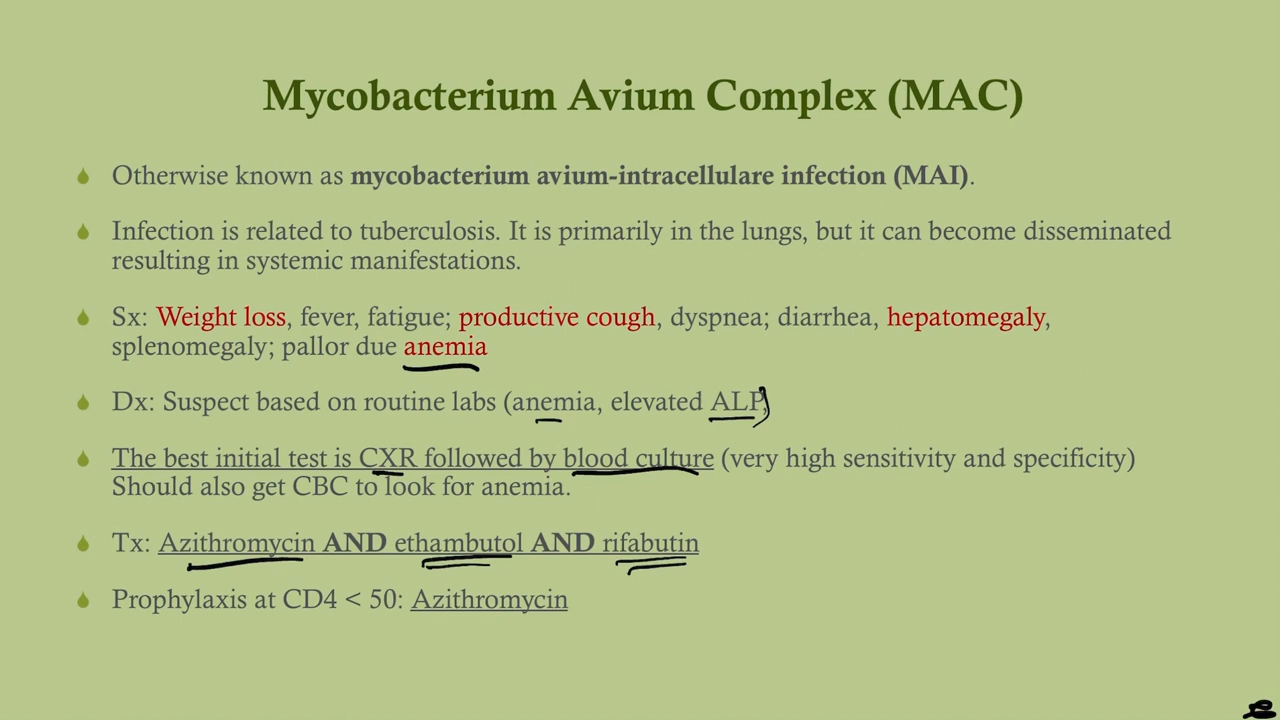 Mycobacterium Avium Complex (MAC)
Otherwise known as mycobacterium avium-intracellulare infection (MAI).
Infection is related to tuberculosis. It is primarily in the lungs, but it can become disseminated
resulting in systemic manifestations.
Sx: Weight loss, fever, fatigue; productive cough, dyspnea; diarrhea, hepatomegaly,
splenomegaly; pallor due anemia
Dx: Suspect based on routine labs (anemia, elevated ALP)
The best initial test is CXR followed by blood culture (very high sensitivity and specificity)
Should also get CBC to look for anemia.
Tx: Azithromycin AND ethambutol AND rifabutin
Prophylaxis at CD4 < 50: Azithromycin